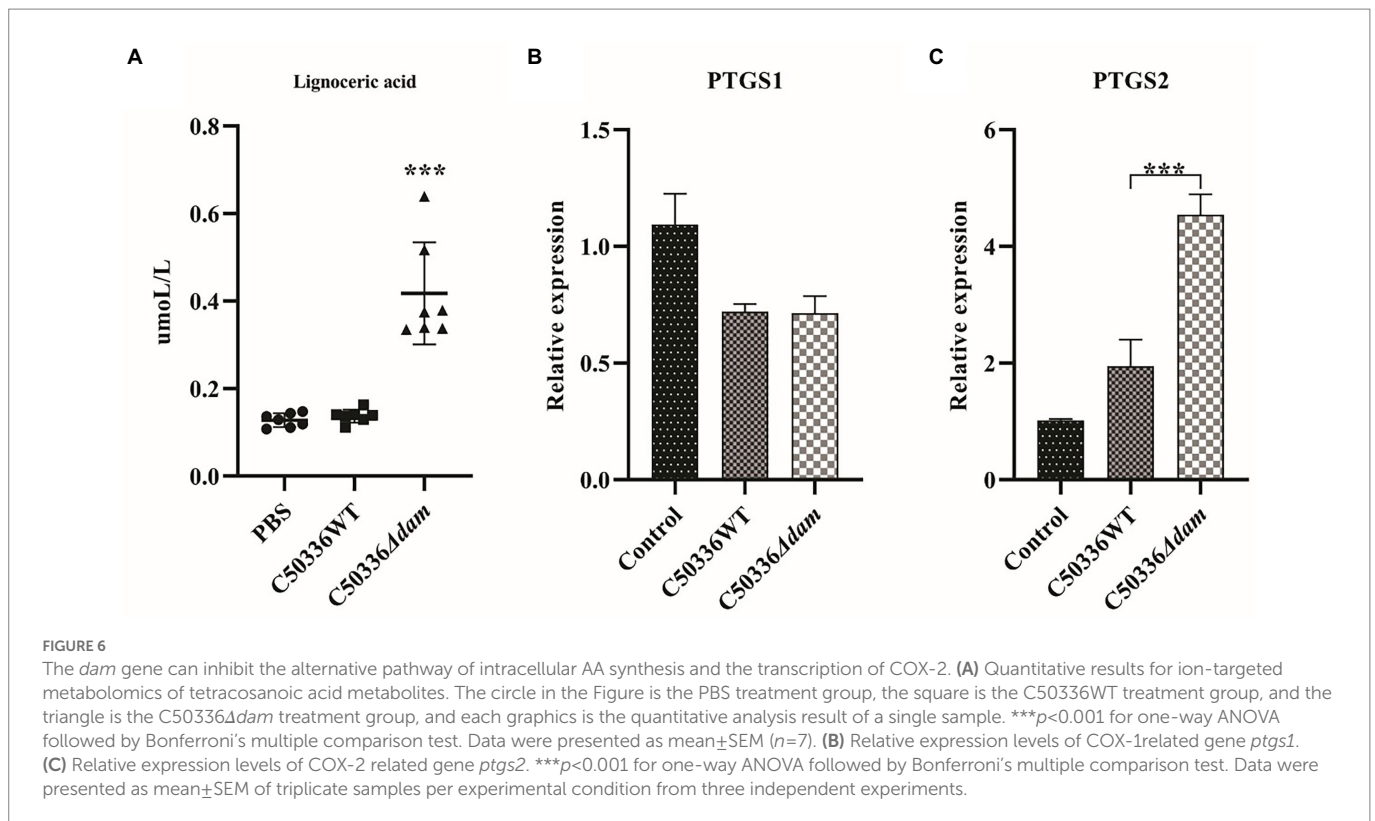 A
Lignoceric acid
0.8
0.6
0.4
0.2
0.0
umoL/L
***
PBS
C50336WT
C50336Δdam
B
PTGS1
1.5
1.0
0.5
0.0
Relative expression
Control
C50336WT
C50336Δdam
C
PTGS2
6
4
2
0
Relative expression
***
Control
C50336WT
C50336Δdam
FIGURE 6
The dam gene can inhibit the alternative pathway of intracellular AA synthesis and the transcription of COX-2. (A) Quantitative results for ion-targeted
metabolomics of tetracosanoic acid metabolites. The circle in the Figure is the PBS treatment group, the square is the C50336WT treatment group, and the
triangle is the C50336Δdam treatment group, and each graphics is the quantitative analysis result of a single sample. ***p<0.001 for one-way ANOVA
followed by Bonferroni's multiple comparison test. Data were presented as mean±SEM (n=7). (B) Relative expression levels of COX-1related gene ptgs1.
(C) Relative expression levels of COX-2 related gene ptgs2. ***p<0.001 for one-way ANOVA followed by Bonferroni's multiple comparison test. Data were
presented as mean±SEM of triplicate samples per experimental condition from three independent experiments.